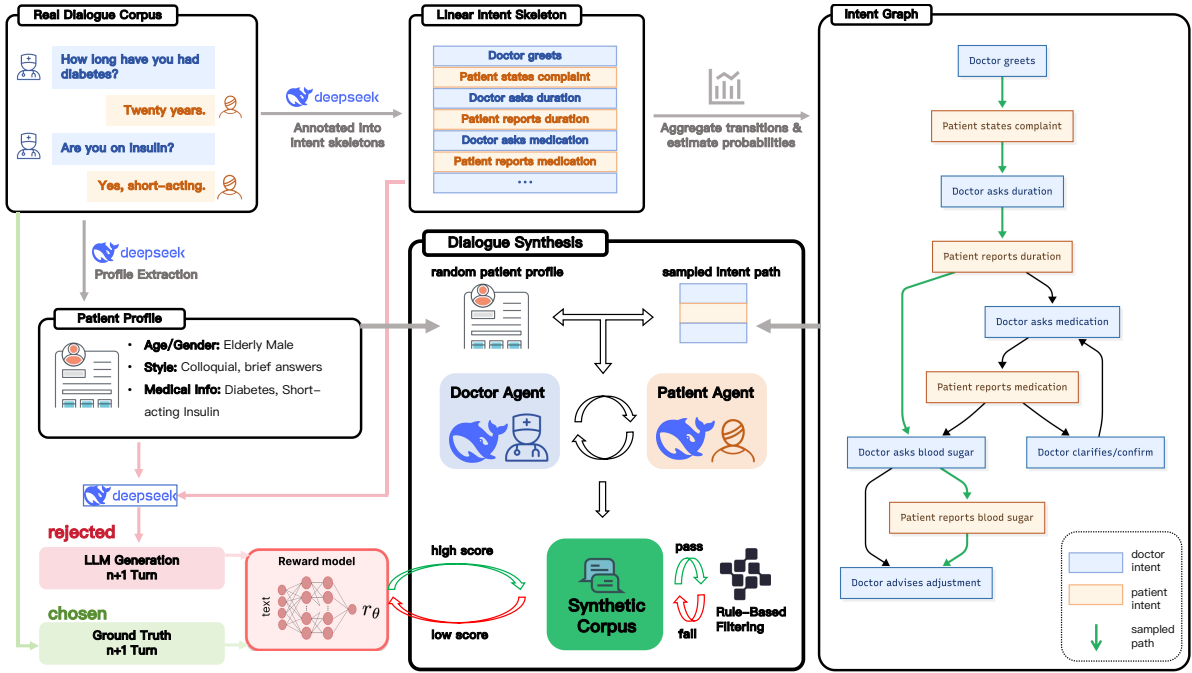 Real Dialogue Corpus
How long have you had
diabetes?
Twenty years.
Are you on insulin?
Yes, short-acting.
deepseek
Annotated into
intent skeletons
Linear Intent Skeleton
Doctor greets
Patient states complaint
Doctor asks duration
Patient reports duration
Doctor asks medication
Patient reports medication
...
Aggregate transitions &
estimate probabilities
Intent Graph
Doctor greets
Patient states complaint
Doctor asks duration
Patient reports duration
Doctor asks medication
Patient reports medication
Doctor asks blood sugar
Doctor clarifies/confirm
Patient reports blood sugar
Doctor advises adjustment
doctor
intent
patient
intent
sampled
path
deepseek
Profile Extraction
Patient Profile
• Age/Gender: Elderly Male
• Style: Colloquial, brief answers
• Medical info: Diabetes, Short-
acting Insulin
deepseek
rejected
LLM Generation
n+1 Turn
chosen
Ground Truth
n+1 Turn
Reward model
text
rθ
Dialogue Synthesis
random patient profile
sampled intent path
Doctor Agent
Patient Agent
high score
low score
Synthetic
Corpus
pass
fail
Rule-Based
Filtering